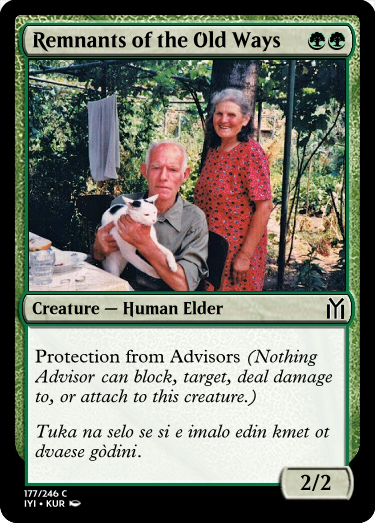 Remnants of the Old Ways
Creature — Human Elder
Protection from Advisors (Nothing
Advisor can block, target, deal damage
to, or attach to this creature.)
Tuka na selo se si e imalo edin kmet ot
dvaese gòdini.
2/2
177/246 C
IYI • KUR